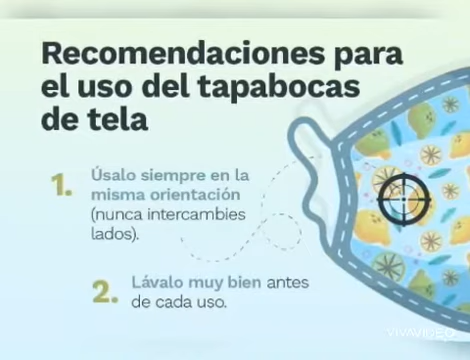 Recomendaciones para
el uso del tapabocas
de tela
1. Úsalo siempre en la
misma orientación
(nunca intercambies
lados).
2. Lávalo muy bien antes
de cada uso.
VIVAVIDEO